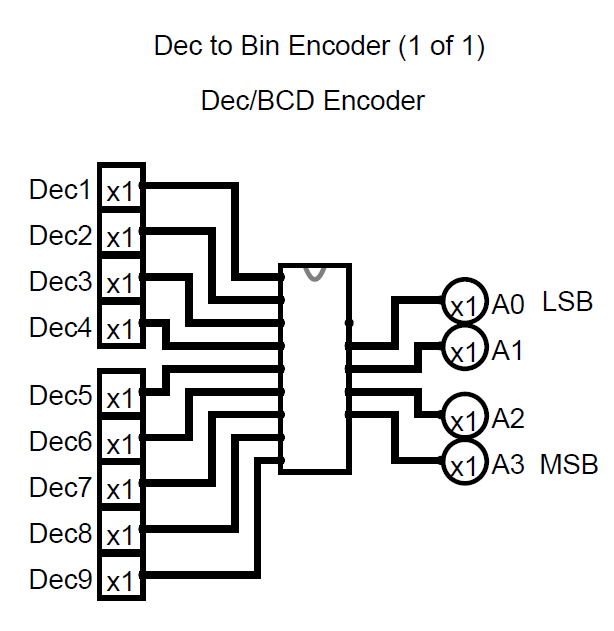 Dec to Bin Encoder (1 of 1)
Dec/BCD Encoder
Dec1 x1
Dec2 x1
Dec3 x1
Dec4 x1
Dec5 x1
Dec6 x1
Dec7 x1
Dec8 x1
Dec9 x1
x1 A0 LSB
x1 A1
x1 A2
x1 A3 MSB